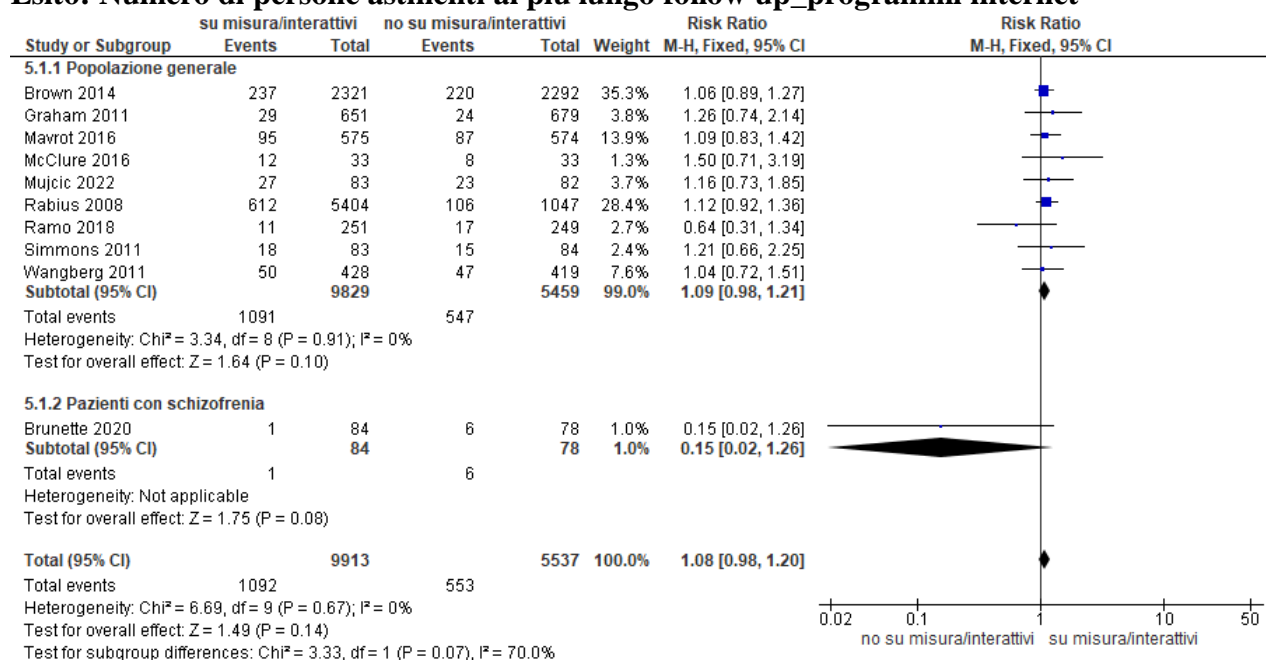 Esito: Numero di persone astinenti al più lungo follow up_programmi internet
su misura/interattivi no su misura/interattivi Risk Ratio Risk Ratio
Study or Subgroup Events Total Events Total Weight M-H, Fixed, 95% CI M-H, Fixed, 95% CI
5.1.1 Popolazione generale
Brown 2014 237 2321 220 2292 35.3% 1.06 [0.89, 1.27]
Graham 2011 29 651 24 679 3.8% 1.26 [0.74, 2.14]
Mavrot 2016 95 575 87 574 13.9% 1.09 [0.83, 1.42]
McClure 2016 12 33 8 33 1.3% 1.50 [0.71, 3.19]
Mujcic 2022 27 83 23 82 3.7% 1.16 [0.73, 1.85]
Rabius 2008 612 5404 106 1047 28.4% 1.12 [0.92, 1.36]
Ramo 2018 11 251 17 249 2.7% 0.64 [0.31, 1.34]
Simmons 2011 18 83 15 84 2.4% 1.21 [0.66, 2.25]
Wangberg 2011 50 428 47 419 7.6% 1.04 [0.72, 1.51]
Subtotal (95% CI) 9829 5459 99.0% 1.09 [0.98, 1.21]
Total events 1091 547
Heterogeneity: Chi² = 3.34, df = 8 (P = 0.91); I² = 0%
Test for overall effect: Z = 1.64 (P = 0.10)
5.1.2 Pazienti con schizofrenia
Brunette 2020 1 84 6 78 1.0% 0.15 [0.02, 1.26]
Subtotal (95% CI) 84 78 1.0% 0.15 [0.02, 1.26]
Total events 1 6
Heterogeneity: Not applicable
Test for overall effect: Z = 1.75 (P = 0.08)
Total (95% CI) 9913 5537 100.0% 1.08 [0.98, 1.20]
Total events 1092 553
Heterogeneity: Chi² = 6.69, df = 9 (P = 0.67); I² = 0%
Test for overall effect: Z = 1.49 (P = 0.14)
Test for subgroup differences: Chi² = 3.33, df = 1 (P = 0.07), I² = 70.0%
0.02 0.1 1 10 50
no su misura/interattivi su misura/interattivi